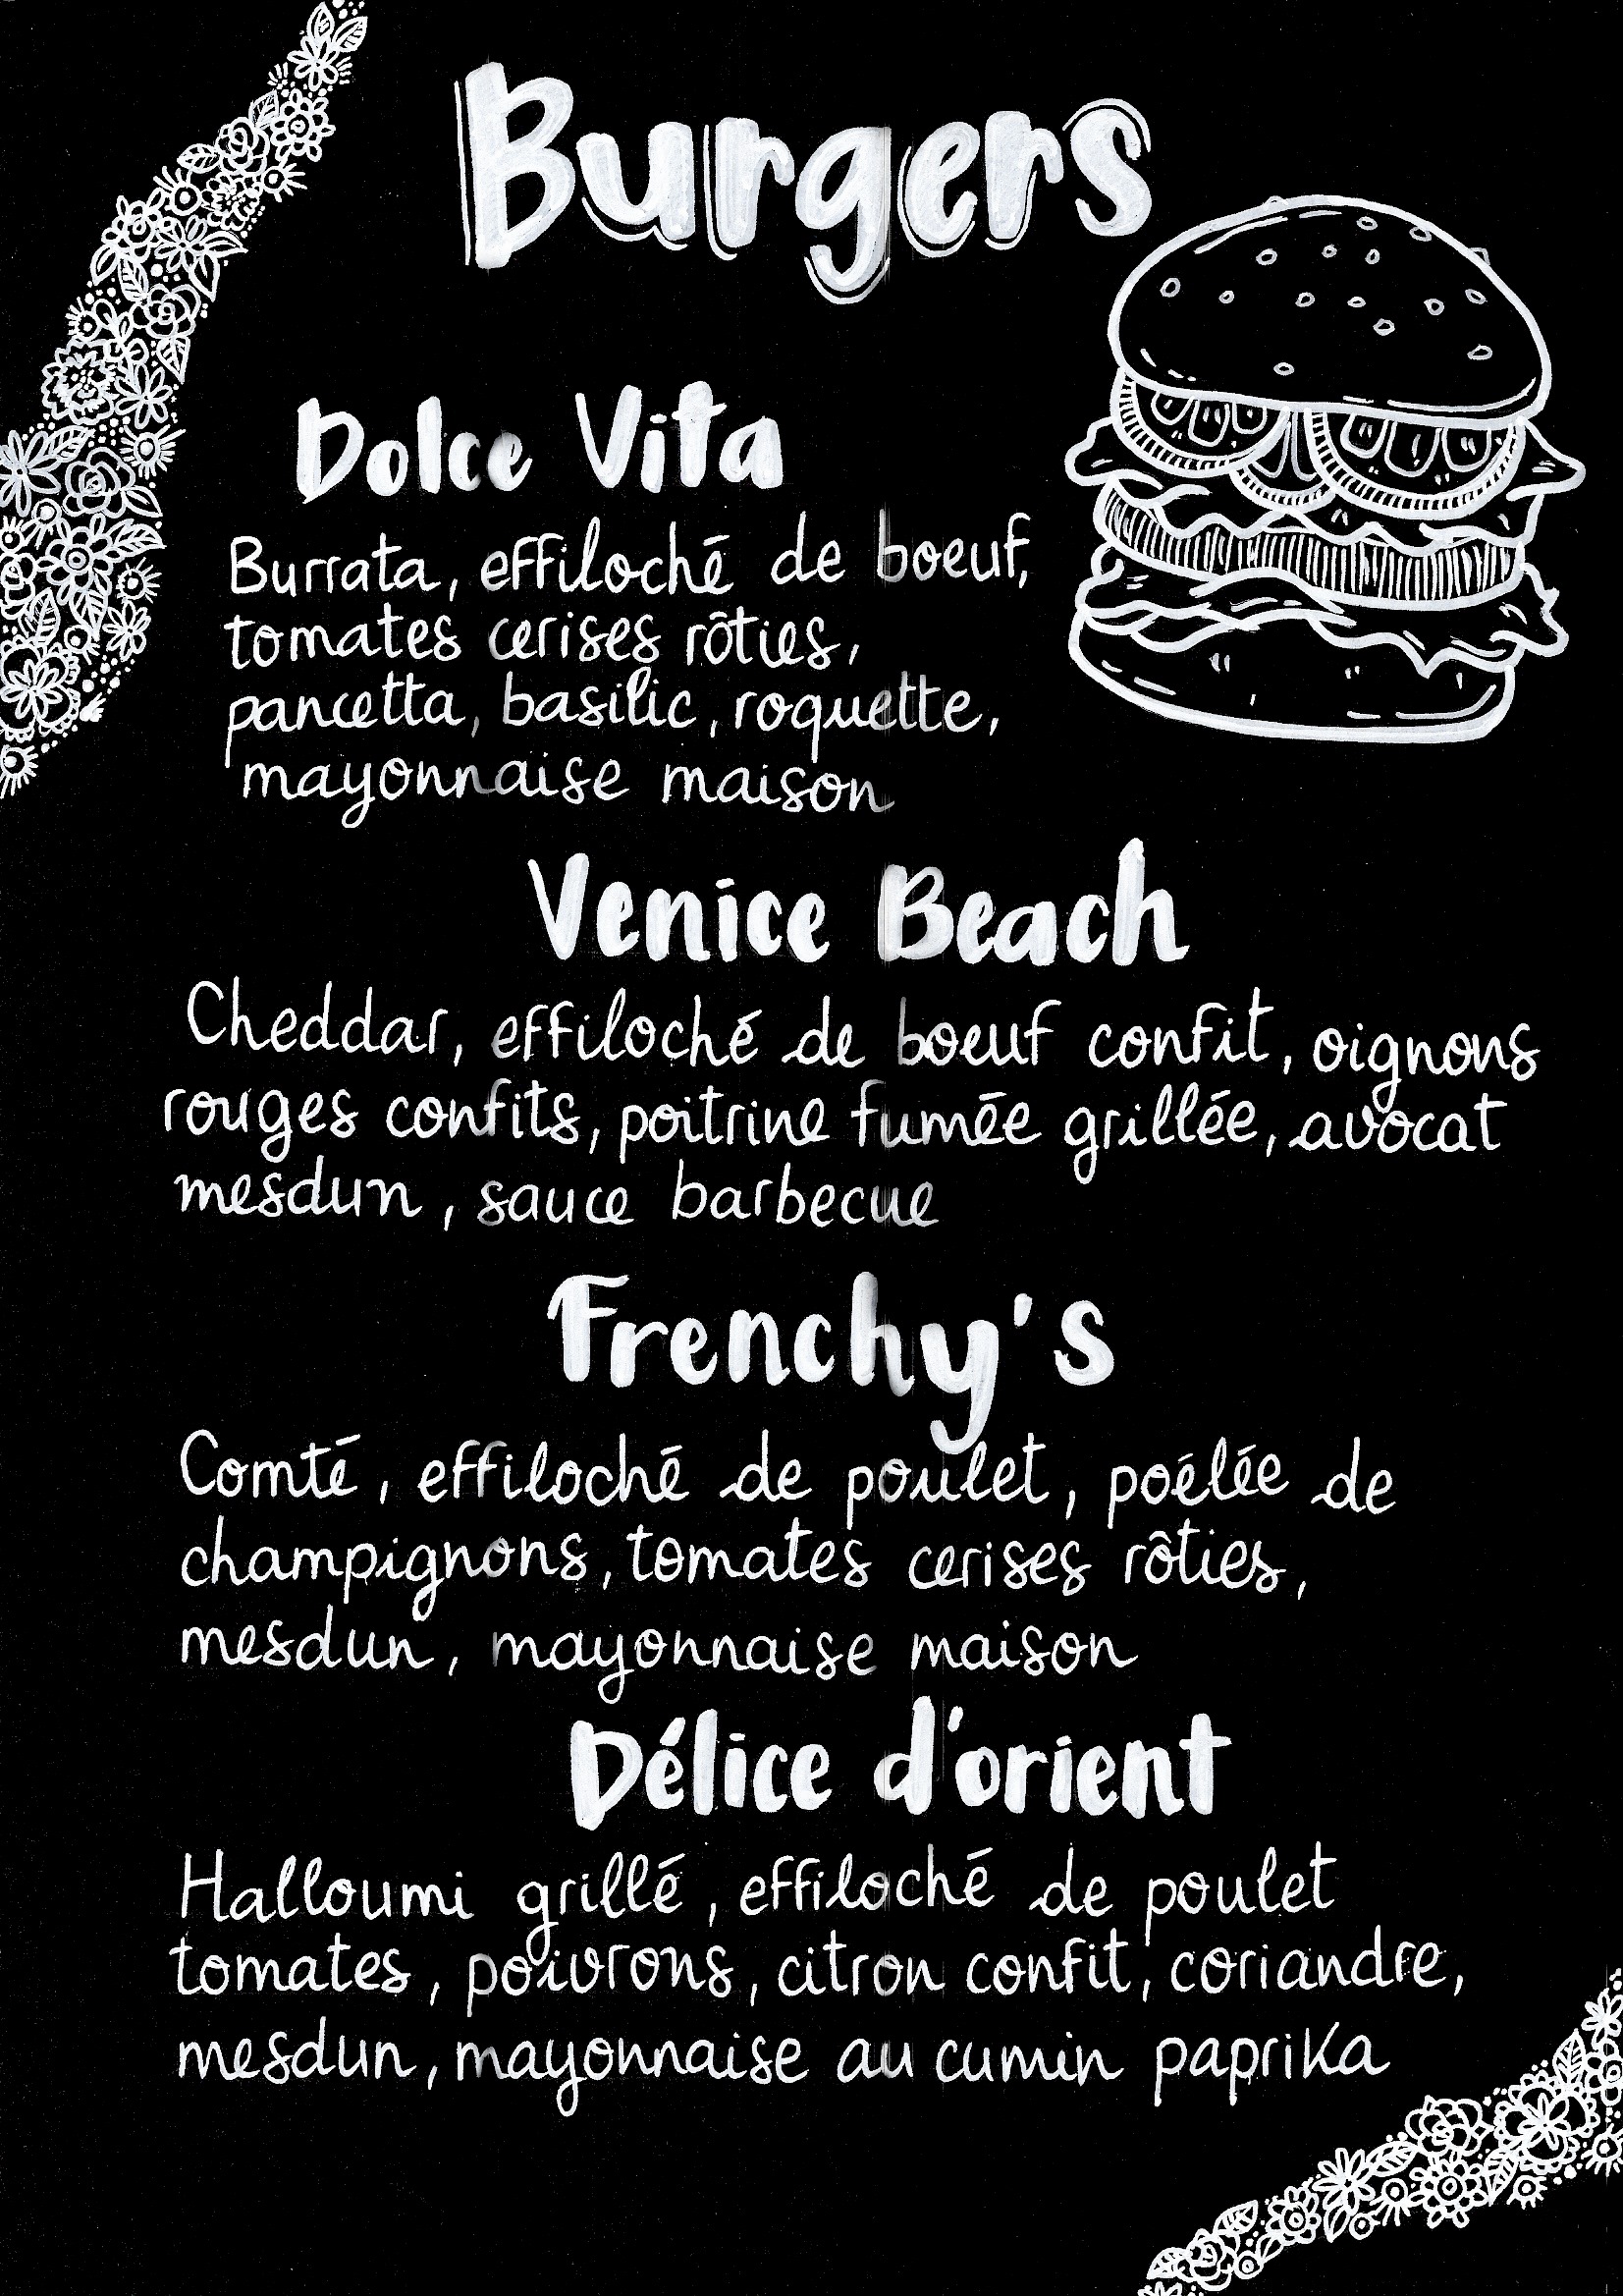 Burgers
Dolce Vita
Burrata, effiloché de boeuf,
tomates cerises rôties,
pancetta, basilic, roquette,
mayonnaise maison
Venice Beach
Cheddar, effiloché de boeuf confit, oignons
rouges confits, poitrine fumée grillée, avocat
mesdun, sauce barbecue
Frenchy's
Comté, effiloché de poulet, poélée de
champignons, tomates cerises rôties,
mesdun, mayonnaise maison
Délice d'orient
Halloumi grillé, effiloché de poulet
tomates, poivrons, citron confit, coriandre,
mesdun, mayonnaise au cumin paprika